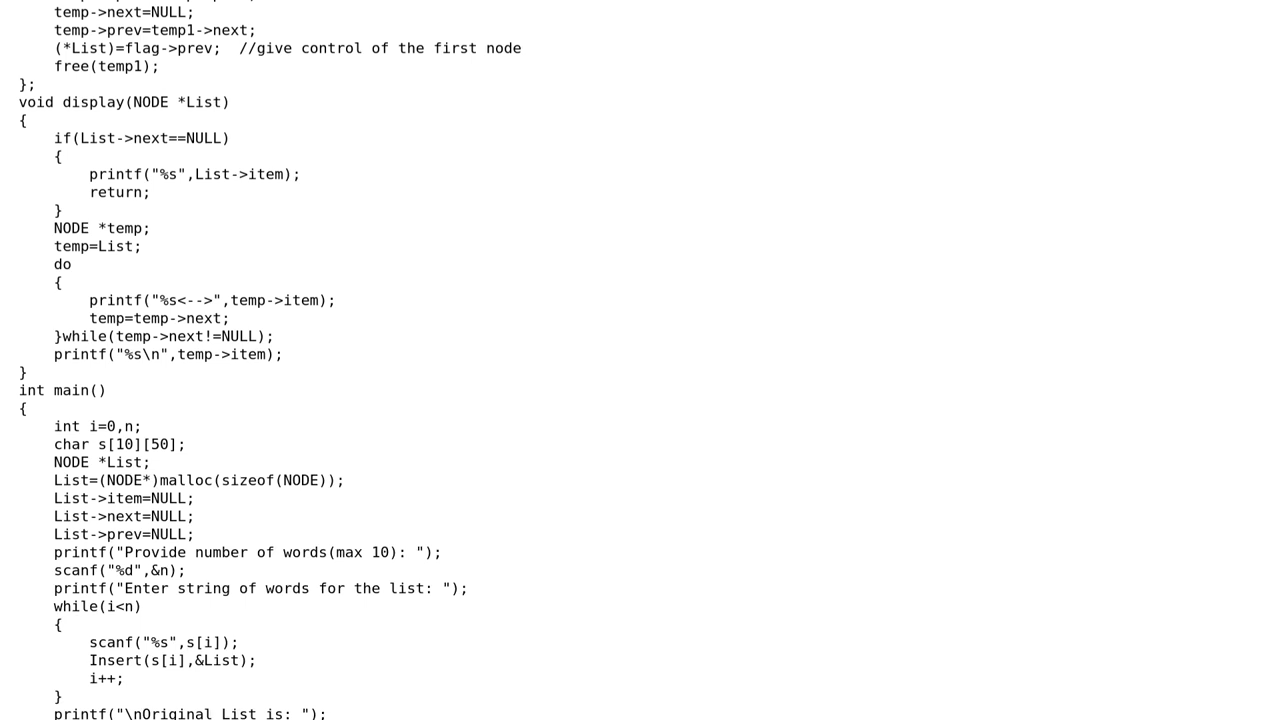 temp->next=NULL;
temp->prev=temp1->next;
(*List)=flag->prev;  //give control of the first node
free(temp1);
};
void display(NODE *List)
{
if(List->next==NULL)
{
printf("%s",List->item);
return;
}
NODE *temp;
temp=List;
do
{
printf("%s<-->",temp->item);
temp=temp->next;
}while(temp->next!=NULL);
printf("%s\n",temp->item);
}
int main()
{
int i=0,n;
char s[10][50];
NODE *List;
List=(NODE*)malloc(sizeof(NODE));
List->item=NULL;
List->next=NULL;
List->prev=NULL;
printf("Provide number of words(max 10): ");
scanf("%d",&n);
printf("Enter string of words for the list: ");
while(i<n)
{
scanf("%s",s[i]);
Insert(s[i],&List);
i++;
}
printf("\nOriginal List is: ");